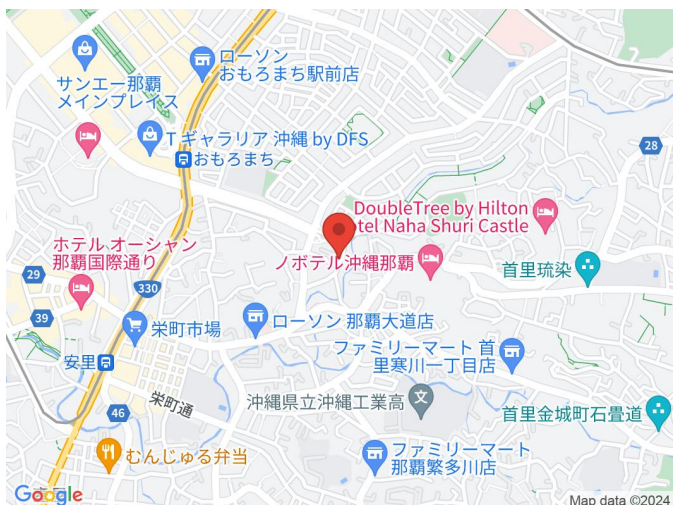 ローソン
おもろまち駅前店
サンエー那覇
メインプレイス
T ギャラリア 沖縄 by DFS
おもろまち
28
DoubleTree by Hilton
tel Naha Shuri Castle
ホテル オーシャン
那覇国際通り
ノボテル沖縄那覇
首里琉染
29
330
39
栄町市場
ローソン 那覇大道店
ファミリーマート 首
里寒川一丁目店
安里
栄町通
沖縄県立沖縄工業高
首里金城町石畳道
46
むんじゅる弁当
ファミリーマート
那覇繁多川店
Google
Map data ©2024